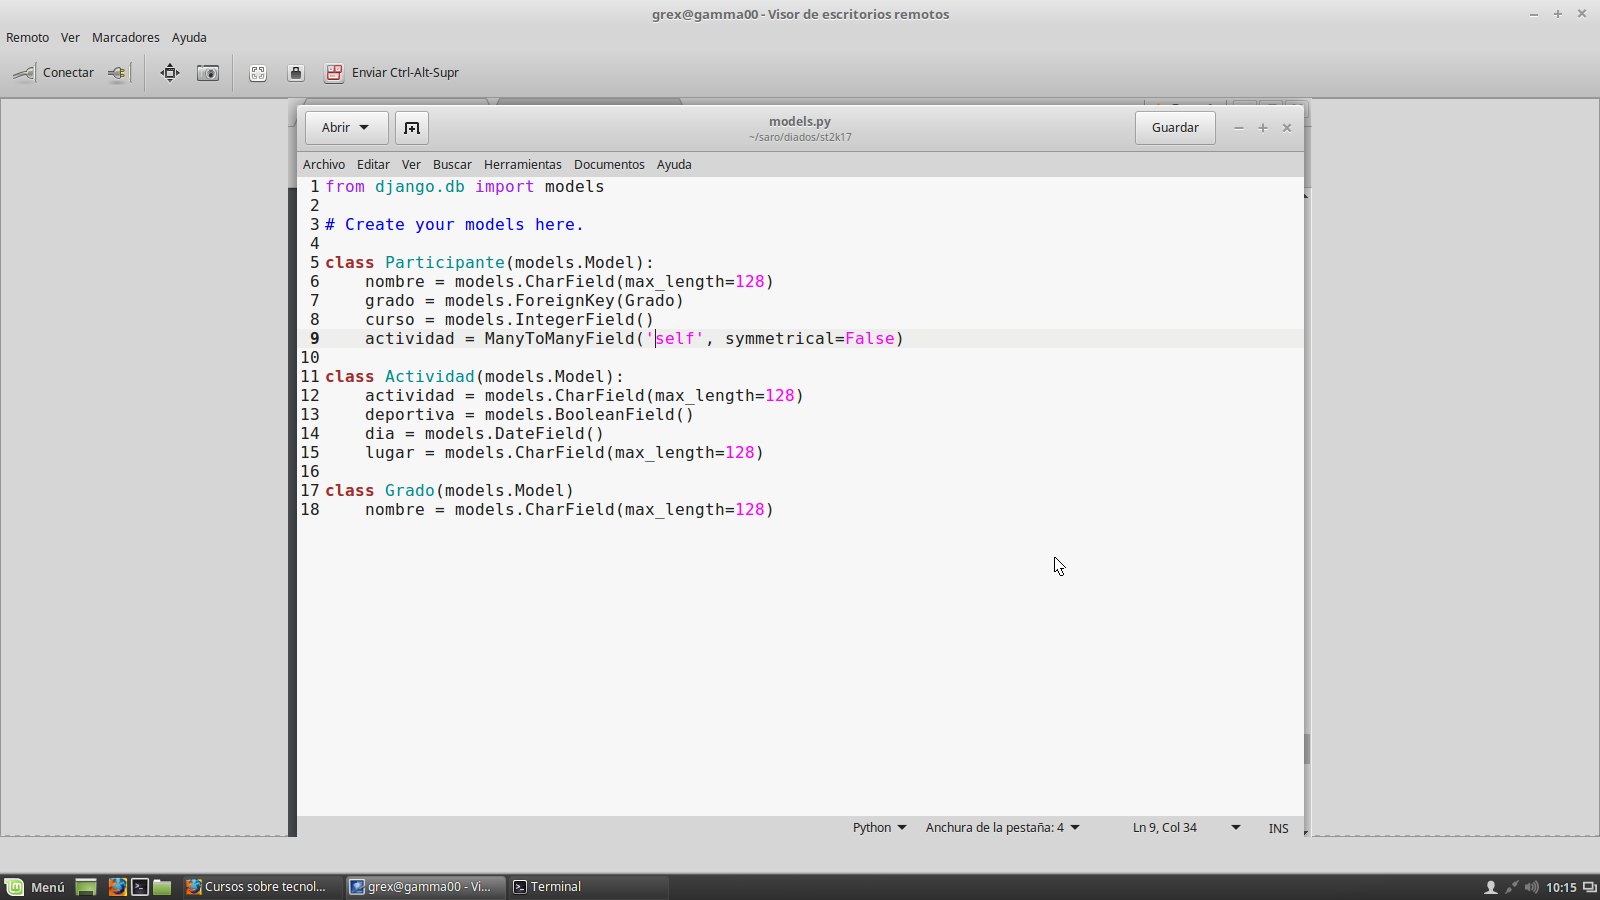 grex@gamma00 - Visor de escritorios remotos
Remoto Ver Marcadores Ayuda
Conectar Enviar Ctrl-Alt-Supr
Abrir models.py Guardar
~/saro/diados/st2k17
Archivo Editar Ver Buscar Herramientas Documentos Ayuda
1 from django.db import models
2
3 # Create your models here.
4
5 class Participante(models.Model):
6     nombre = models.CharField(max_length=128)
7     grado = models.ForeignKey(Grado)
8     curso = models.IntegerField()
9     actividad = ManyToManyField('self', symmetrical=False)
10
11 class Actividad(models.Model):
12     actividad = models.CharField(max_length=128)
13     deportiva = models.BooleanField()
14     dia = models.DateField()
15     lugar = models.CharField(max_length=128)
16
17 class Grado(models.Model)
18     nombre = models.CharField(max_length=128)
Python Anchura de la pestaña: 4 Ln 9, Col 34 INS
Menú Cursos sobre tecnol... grex@gamma00 - Vi... Terminal 10:15